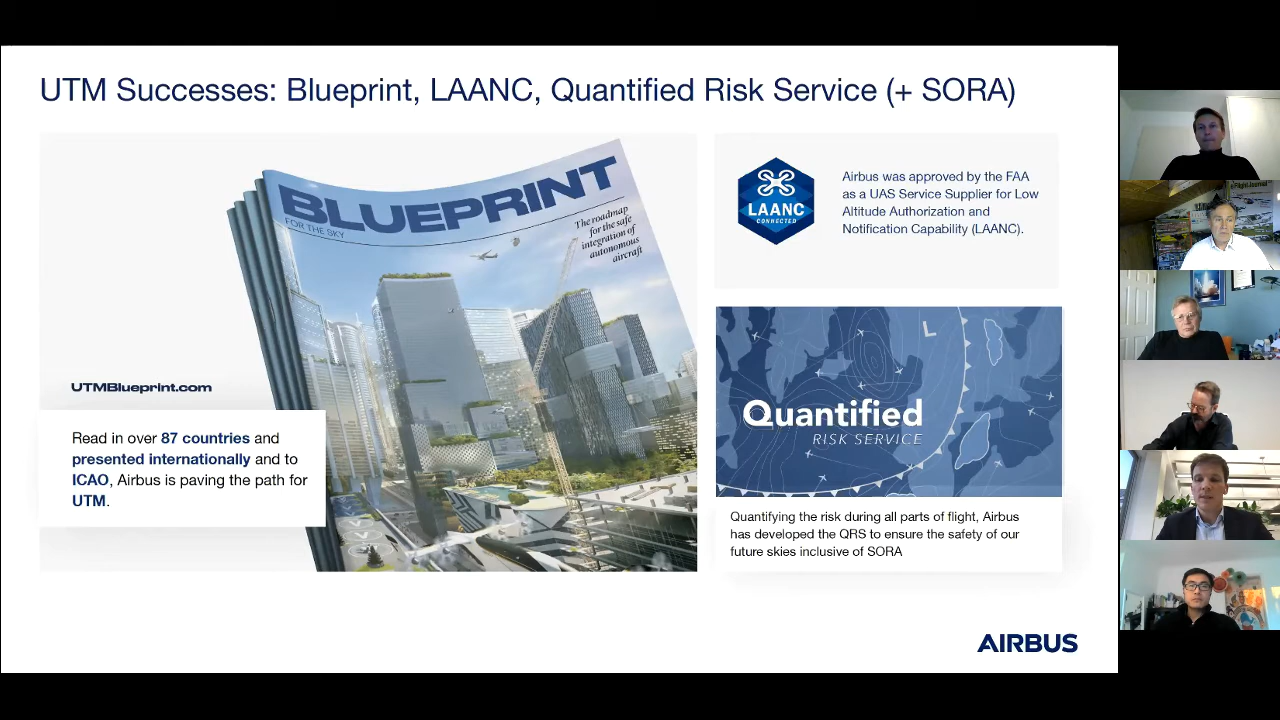 UTM Successes: Blueprint, LAANC, Quantified Risk Service (+ SORA)
BLUEPRINT
FOR THE SKY
The roadmap
for the safe
integration of
autonomous
aircraft
UTMBlueprint.com
Read in over 87 countries and
presented internationally and to
ICAO, Airbus is paving the path for
UTM.
LAANC
CONNECTED
Airbus was approved by the FAA
as a UAS Service Supplier for Low
Altitude Authorization and
Notification Capability (LAANC).
Quantified
RISK SERVICE
Quantifying the risk during all parts of flight, Airbus
has developed the QRS to ensure the safety of our
future skies inclusive of SORA
AIRBUS